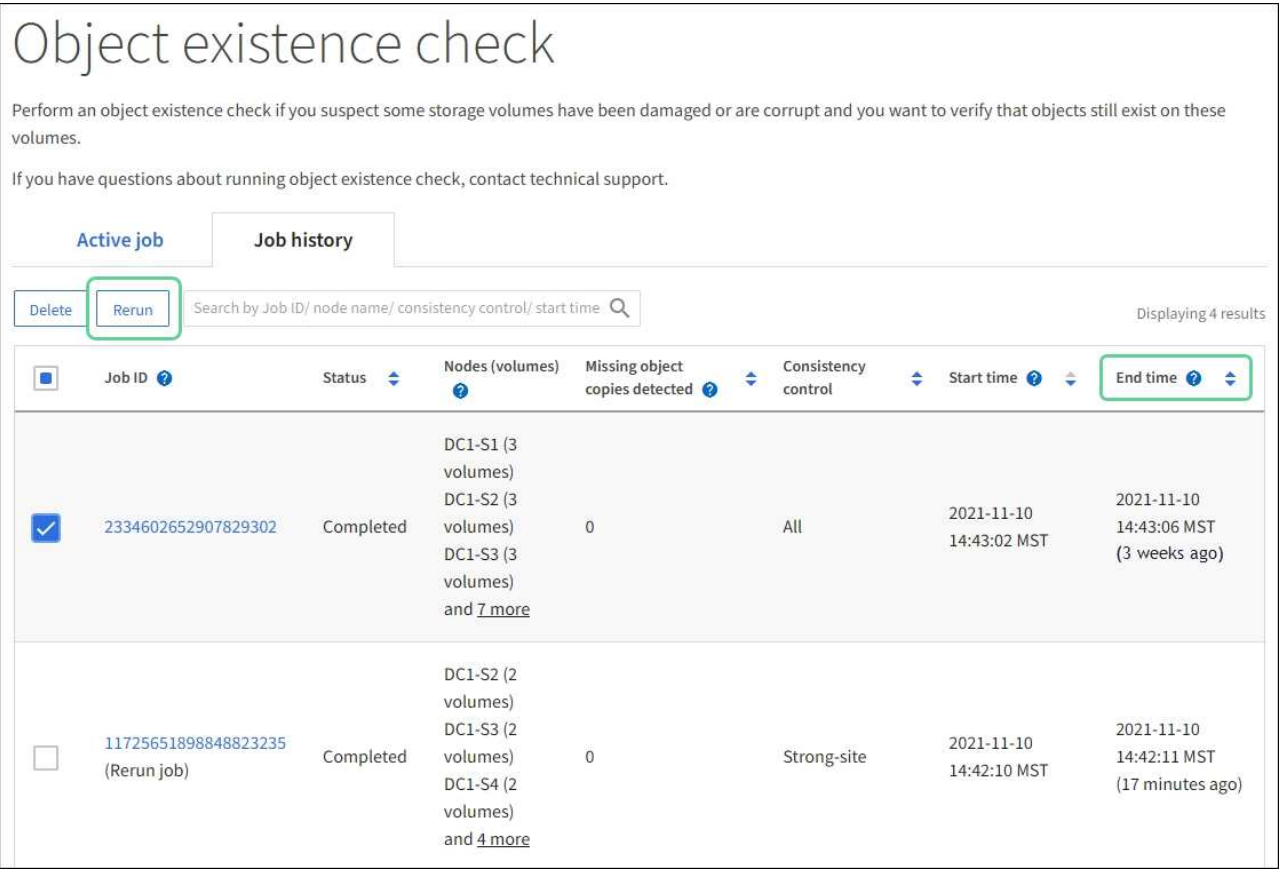 Object existence check
Perform an object existence check if you suspect some storage volumes have been damaged or are corrupt and you want to verify that objects still exist on these
volumes.
If you have questions about running object existence check, contact technical support.
Active job
Job history
Delete
Rerun
Search by Job ID/ node name/ consistency control/ start time
Displaying 4 results
Job ID
Status
Nodes (volumes)
Missing object
copies detected
Consistency
control
Start time
End time
2334602652907829302
Completed
DC1-S1 (3
volumes)
DC1-S2 (3
volumes)
DC1-S3 (3
volumes)
and 7 more
0
All
2021-11-10
14:43:02 MST
2021-11-10
14:43:06 MST
(3 weeks ago)
11725651898848823235
(Rerun job)
Completed
DC1-S2 (2
volumes)
DC1-S3 (2
volumes)
DC1-S4 (2
volumes)
and 4 more
0
Strong-site
2021-11-10
14:42:10 MST
2021-11-10
14:42:11 MST
(17 minutes ago)